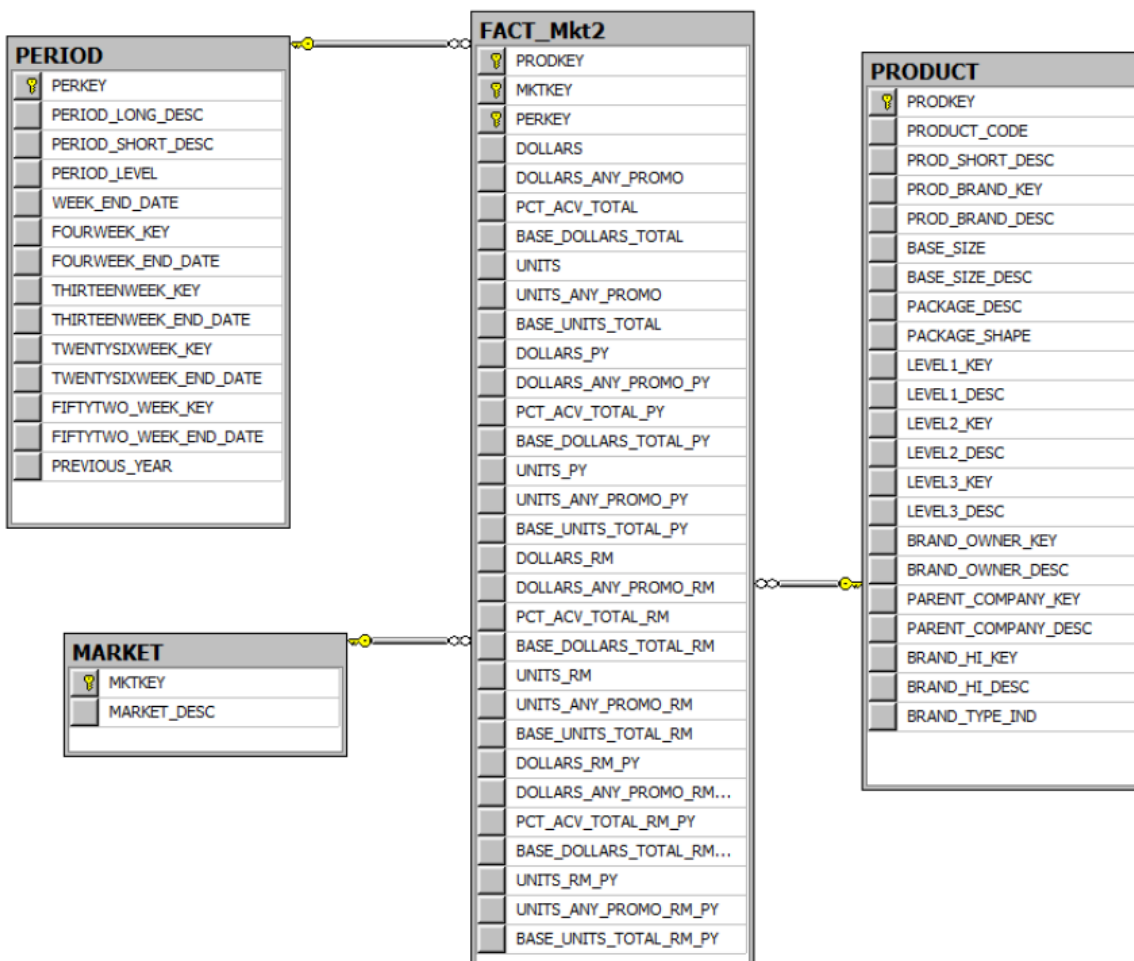 PERIOD
PERKEY
PERIOD_LONG_DESC
PERIOD_SHORT_DESC
PERIOD_LEVEL
WEEK_END_DATE
FOURWEEK_KEY
FOURWEEK_END_DATE
THIRTEENWEEK_KEY
THIRTEENWEEK_END_DATE
TWENTYSIXWEEK_KEY
TWENTYSIXWEEK_END_DATE
FIFTYTWO_WEEK_KEY
FIFTYTWO_WEEK_END_DATE
PREVIOUS_YEAR
MARKET
MKTKEY
MARKET_DESC
FACT_Mkt2
PRODKEY
MKTKEY
PERKEY
DOLLARS
DOLLARS_ANY_PROMO
PCT_ACV_TOTAL
BASE_DOLLARS_TOTAL
UNITS
UNITS_ANY_PROMO
BASE_UNITS_TOTAL
DOLLARS_PY
DOLLARS_ANY_PROMO_PY
PCT_ACV_TOTAL_PY
BASE_DOLLARS_TOTAL_PY
UNITS_PY
UNITS_ANY_PROMO_PY
BASE_UNITS_TOTAL_PY
DOLLARS_RM
DOLLARS_ANY_PROMO_RM
PCT_ACV_TOTAL_RM
BASE_DOLLARS_TOTAL_RM
UNITS_RM
UNITS_ANY_PROMO_RM
BASE_UNITS_TOTAL_RM
DOLLARS_RM_PY
DOLLARS_ANY_PROMO_RM...
PCT_ACV_TOTAL_RM_PY
BASE_DOLLARS_TOTAL_RM...
UNITS_RM_PY
UNITS_ANY_PROMO_RM_PY
BASE_UNITS_TOTAL_RM_PY
PRODUCT
PRODKEY
PRODUCT_CODE
PROD_SHORT_DESC
PROD_BRAND_KEY
PROD_BRAND_DESC
BASE_SIZE
BASE_SIZE_DESC
PACKAGE_DESC
PACKAGE_SHAPE
LEVEL1_KEY
LEVEL1_DESC
LEVEL2_KEY
LEVEL2_DESC
LEVEL3_KEY
LEVEL3_DESC
BRAND_OWNER_KEY
BRAND_OWNER_DESC
PARENT_COMPANY_KEY
PARENT_COMPANY_DESC
BRAND_HI_KEY
BRAND_HI_DESC
BRAND_TYPE_IND